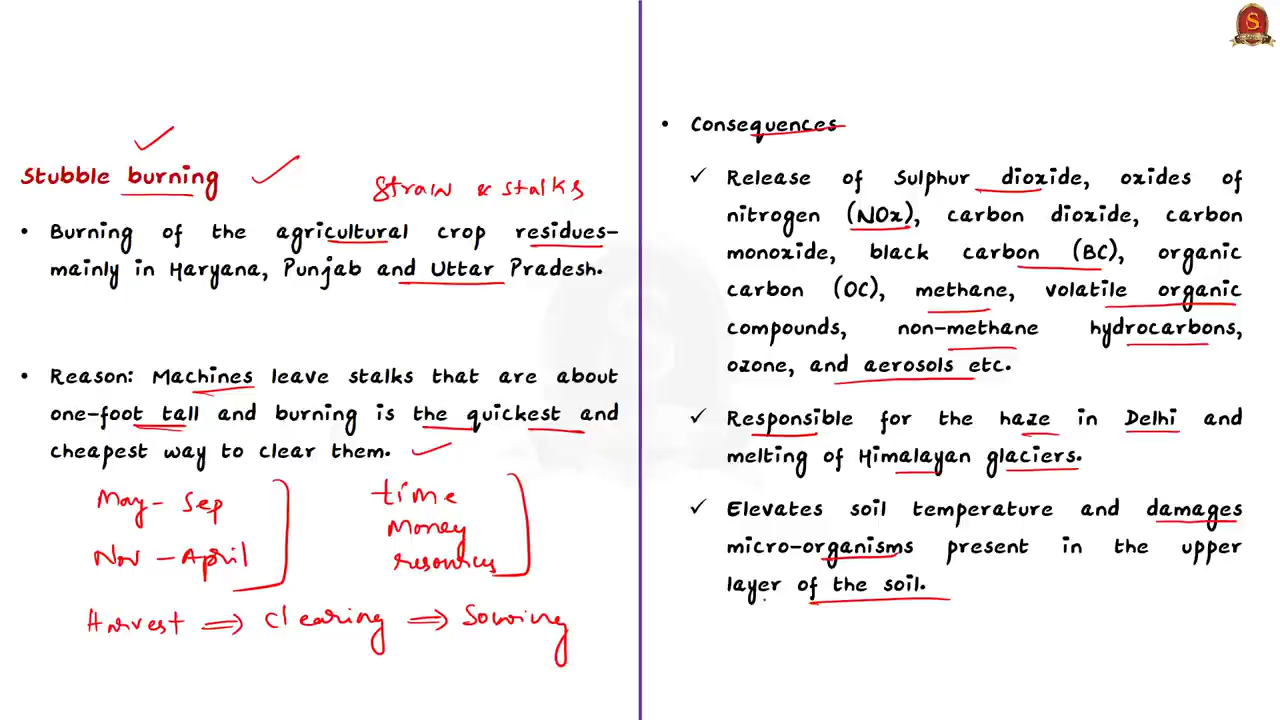 Stubble burning
Strain & stalks
• Burning of the agricultural crop residues-
mainly in Haryana, Punjab and Uttar Pradesh.
• Reason: Machines leave stalks that are about
one-foot tall and burning is the quickest and
cheapest way to clear them.
May - Sep
Nov - April
time
Money
resources
Harvest ⇒ Clearing ⇒ Sowing
• Consequences
✓ Release of Sulphur dioxide, oxides of
nitrogen (NOx), carbon dioxide, carbon
monoxide, black carbon (BC), organic
carbon (OC), methane, volatile organic
compounds, non-methane hydrocarbons,
ozone, and aerosols etc.
✓ Responsible for the haze in Delhi and
melting of Himalayan glaciers.
✓ Elevates soil temperature and damages
micro-organisms present in the upper
layer of the soil.